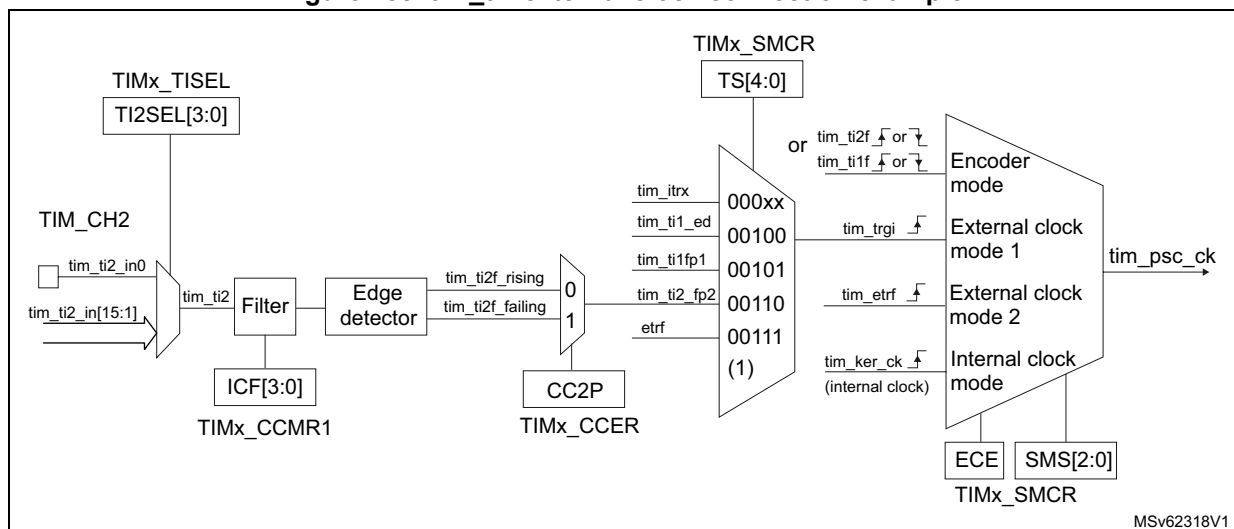 TIMx_SMCR
TS[4:0]
TIMx_TISEL
TI2SEL[3:0]
TIM_CH2
tim_ti2_in0
tim_ti2_in[15:1]
tim_ti2
Filter
ICF[3:0]
TIMx_CCMR1
Edge
detector
tim_ti2f_rising
tim_ti2f_failing
0
1
CC2P
TIMx_CCER
tim_itrx
000xx
tim_ti1_ed
00100
tim_ti1fp1
00101
tim_ti2_fp2
00110
etrf
00111
(1)
or
tim_ti2f or
tim_ti1f or
Encoder
mode
tim_trgi
External clock
mode 1
tim_etrf
External clock
mode 2
tim_ker_ck
(internal clock)
Internal clock
mode
tim_psc_ck
ECE
SMS[2:0]
TIMx_SMCR
MSv62318V1